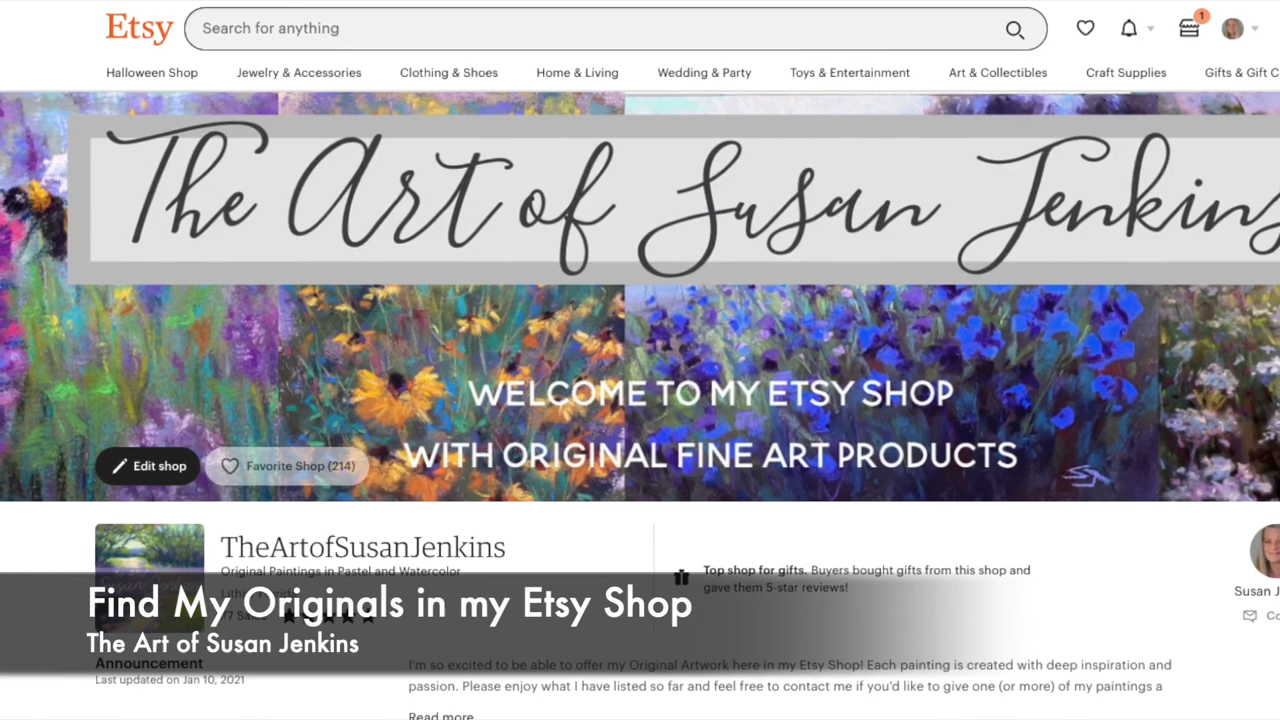 Etsy
Search for anything
1
Halloween Shop Jewelry & Accessories Clothing & Shoes Home & Living Wedding & Party Toys & Entertainment Art & Collectibles Craft Supplies Gifts & Gift C
The Art of Susan Jenkins
WELCOME TO MY ETSY SHOP
WITH ORIGINAL FINE ART PRODUCTS
Edit shop Favorite Shop (214)
TheArtofSusanJenkins
Original Paintings in Pastel and Watercolor
Top shop for gifts. Buyers bought gifts from this shop and
gave them 5-star reviews!
Susan J
Co
Find My Originals in my Etsy Shop
The Art of Susan Jenkins
Announcement
Last updated on Jan 10, 2021
I'm so excited to be able to offer my Original Artwork here in my Etsy Shop! Each painting is created with deep inspiration and
passion. Please enjoy what I have listed so far and feel free to contact me if you'd like to give one (or more) of my paintings a
Read more